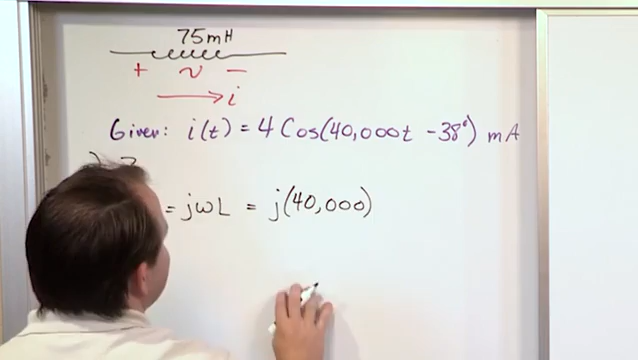 75mH
+ v −
i
Given: i(t) = 4 Cos(40,000t −38°) mA
= jωL = j(40,000)